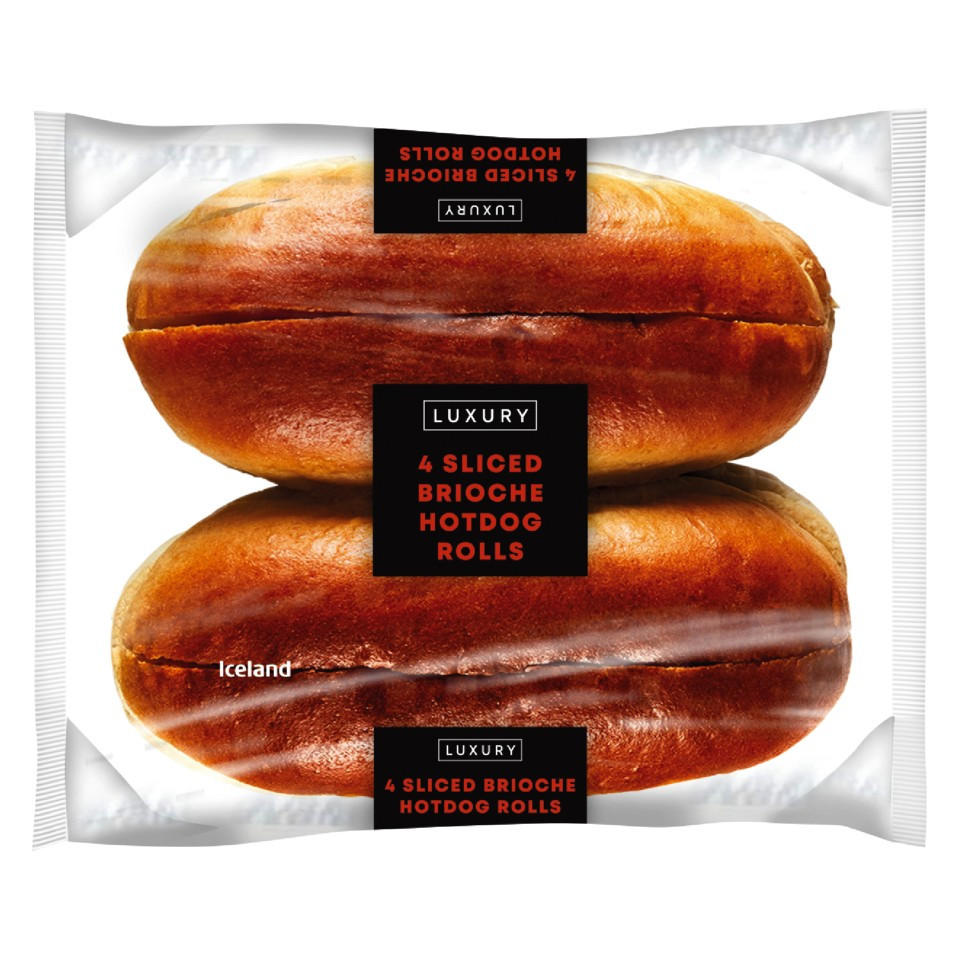 4 SLICED BRIOCHE
HOTDOG ROLLS
LUXURY
LUXURY
4 SLICED
BRIOCHE
HOTDOG
ROLLS
Iceland
LUXURY
4 SLICED BRIOCHE
HOTDOG ROLLS